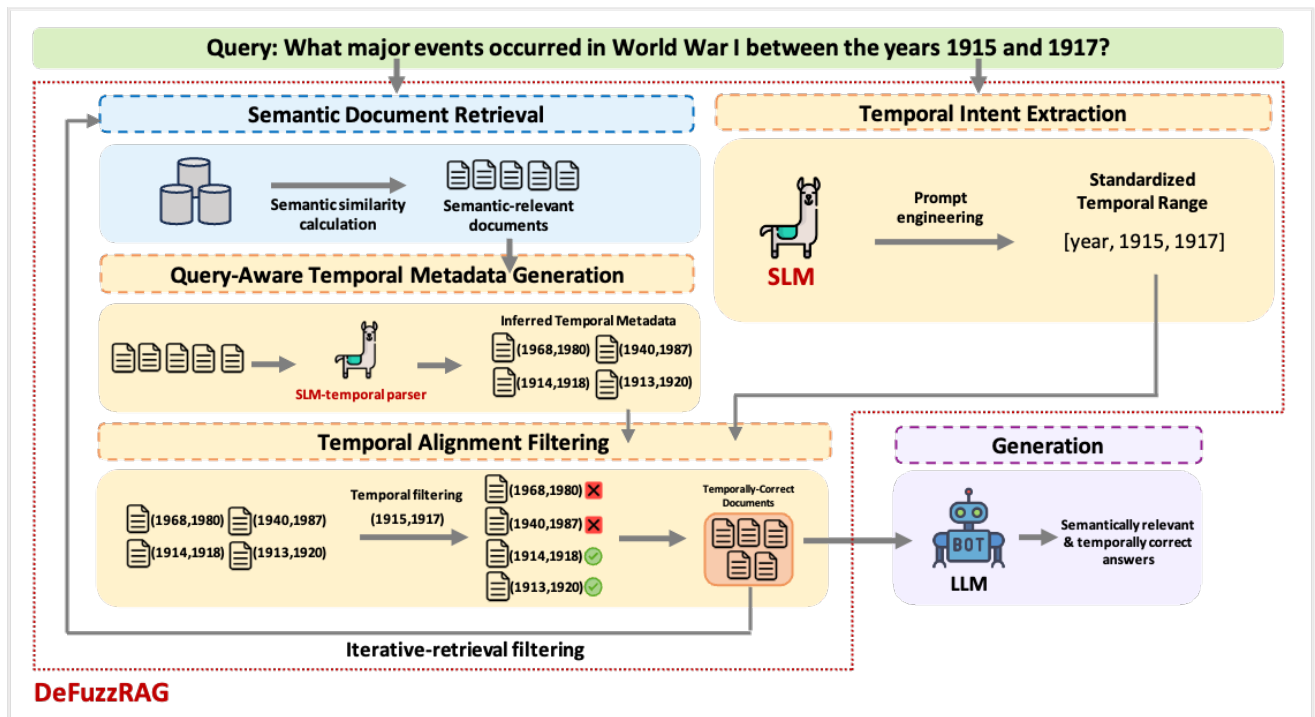 Query: What major events occurred in World War I between the years 1915 and 1917?
Semantic Document Retrieval
Semantic similarity
calculation
Semantic-relevant
documents
Temporal Intent Extraction
SLM
Prompt
engineering
Standardized
Temporal Range
[year, 1915, 1917]
Query-Aware Temporal Metadata Generation
SLM-temporal parser
Inferred Temporal Metadata
(1968,1980) (1940,1987)
(1914,1918) (1913,1920)
Temporal Alignment Filtering
(1968,1980) (1940,1987)
(1914,1918) (1913,1920)
Temporal filtering
(1915,1917)
(1968,1980)
(1940,1987)
(1914,1918)
(1913,1920)
Temporally-Correct
Documents
Iterative-retrieval filtering
Generation
BOT
LLM
Semantically relevant
& temporally correct
answers
DeFuzzRAG